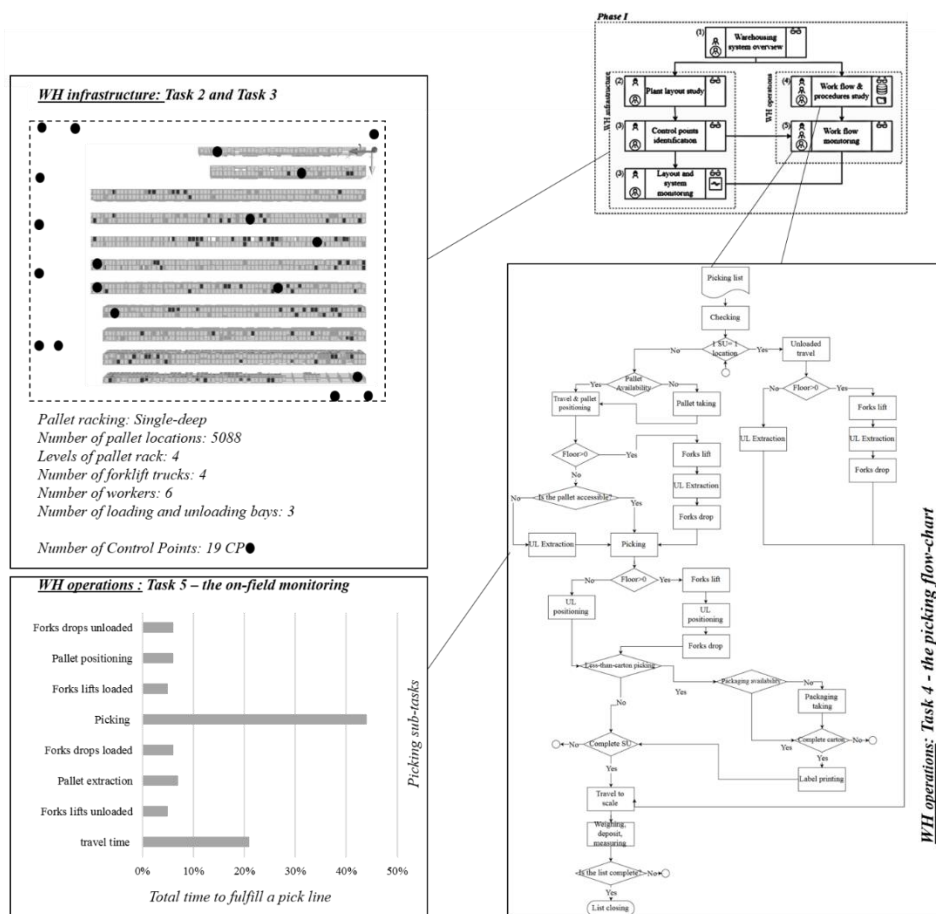 Phase I
(1)
Warehousing
system overview
WH infrastructure
(2)
Plant layout study
(3)
Control points
identification
(3)
Layout and
system
monitoring
WH operations
(4)
Work flow &
procedures study
(5)
Work flow
monitoring
WH infrastructure: Task 2 and Task 3
Pallet racking: Single-deep
Number of pallet locations: 5088
Levels of pallet rack: 4
Number of forklift trucks: 4
Number of workers: 6
Number of loading and unloading bays: 3
Number of Control Points: 19 CP
WH operations : Task 5 – the on-field monitoring
Forks drops unloaded
Pallet positioning
Forks lifts loaded
Picking
Forks drops loaded
Pallet extraction
Forks lifts unloaded
travel time
0%
10%
20%
30%
40%
50%
Total time to fulfill a pick line
Picking sub-tasks
Picking list
Checking
1 SU= 1
location
No
Yes
Unloaded
travel
Pallet
Availability
Yes
No
Travel & pallet
positioning
Pallet taking
No
Floor>0
Yes
Forks lift
UL Extraction
UL Extraction
Forks drop
Floor>0
Yes
No
Forks lift
UL Extraction
Forks drop
Is the pallet accessible?
No
Yes
UL Extraction
Picking
No
Floor>0
Yes
Forks lift
UL
positioning
UL
positioning
Forks drop
Less-than-carton picking
Yes
No
Packaging availability
No
Packaging
taking
Yes
Complete carton
No
Yes
Label printing
No
Complete SU
Yes
Travel to
scale
Weighing,
deposit,
measuring
Is the list complete?
No
Yes
List closing
WH operations: Task 4 - the picking flow-chart